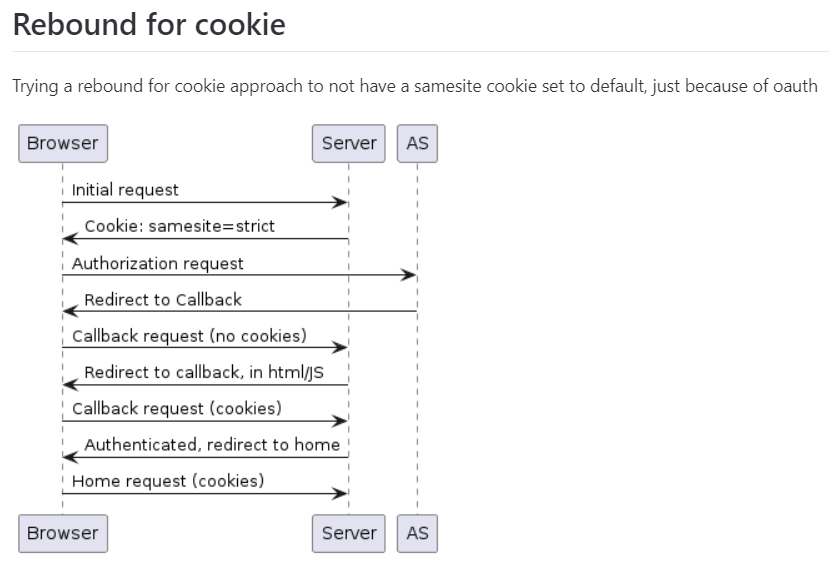 Rebound for cookie
Trying a rebound for cookie approach to not have a samesite cookie set to default, just because of oauth
Browser Server AS
Initial request
Cookie: samesite=strict
Authorization request
Redirect to Callback
Callback request (no cookies)
Redirect to callback, in html/JS
Callback request (cookies)
Authenticated, redirect to home
Home request (cookies)
Browser Server AS